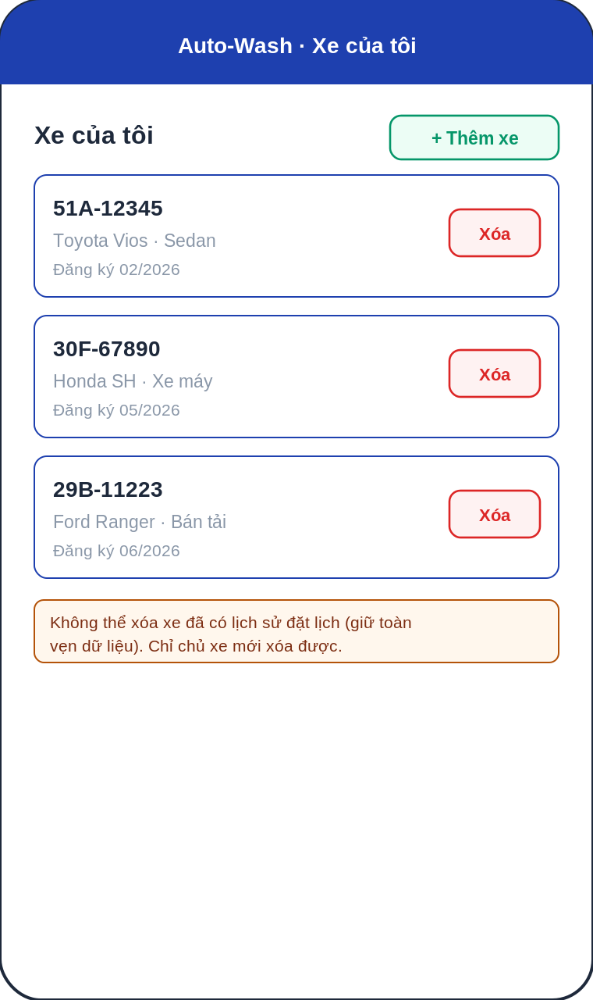 Auto-Wash · Xe của tôi
Xe của tôi
+ Thêm xe
51A-12345
Toyota Vios · Sedan
Đăng ký 02/2026
Xóa
30F-67890
Honda SH · Xe máy
Đăng ký 05/2026
Xóa
29B-11223
Ford Ranger · Bán tải
Đăng ký 06/2026
Xóa
Không thể xóa xe đã có lịch sử đặt lịch (giữ toàn
vẹn dữ liệu). Chỉ chủ xe mới xóa được.